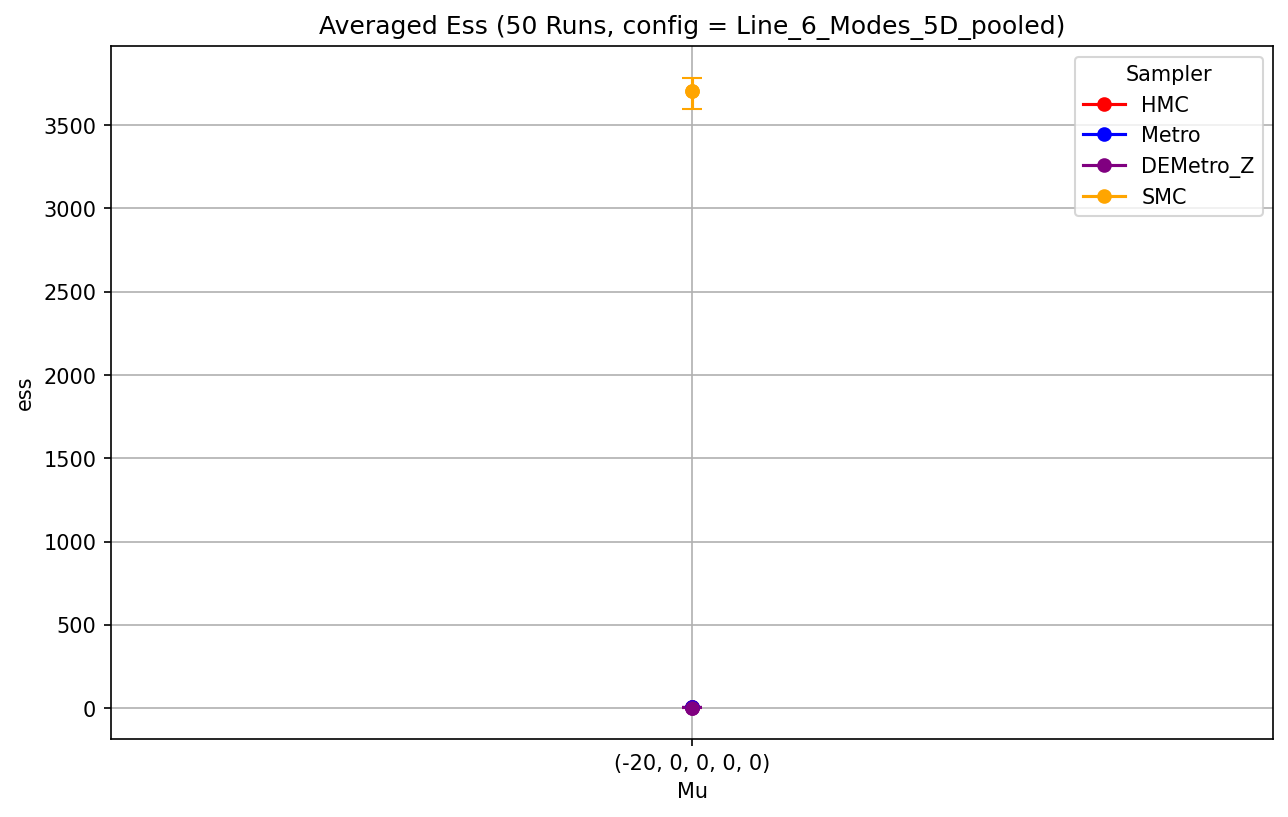 Averaged Ess (50 Runs, config = Line_6_Modes_5D_pooled)
Sampler
HMC
Metro
DEMetro_Z
SMC
ess
3500
3000
2500
2000
1500
1000
500
0
(-20, 0, 0, 0, 0)
Mu